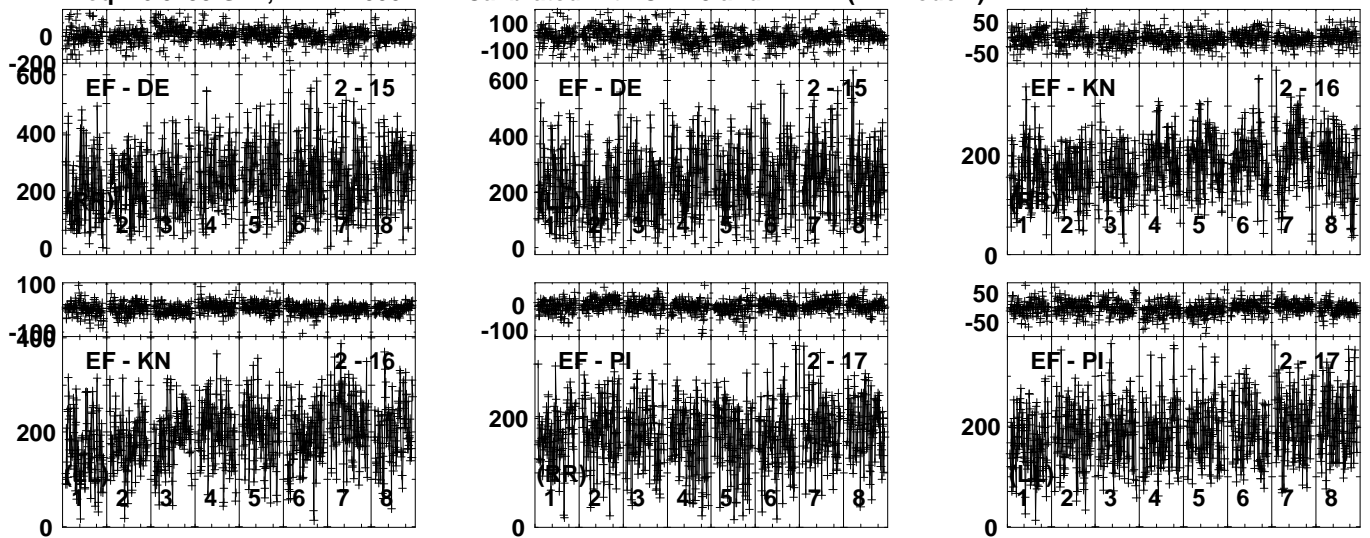 0 100 50
-200 -100 -50
600 EF - DE 2 - 15 600 EF - DE 2 - 15 EF - KN 2 - 16
400 400
200 200 200
(RR)
1 2 3 4 5 6 7 8 1 2 3 4 5 6 7 8 1 2 3 4 5 6 7 8
0 0 0
100 0 50
-100 -100 -50
400 EF - KN 2 - 16 EF - PI 2 - 17 EF - PI 2 - 17
200 200 200
(RR)
1 2 3 4 5 6 7 8 1 2 3 4 5 6 7 8 1 2 3 4 5 6 7 8
0 0 0